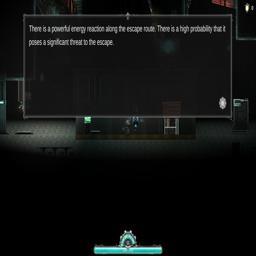 There is a powerful energy reaction along the escape route. There is a high probability that it
poses a significant threat to the escape.